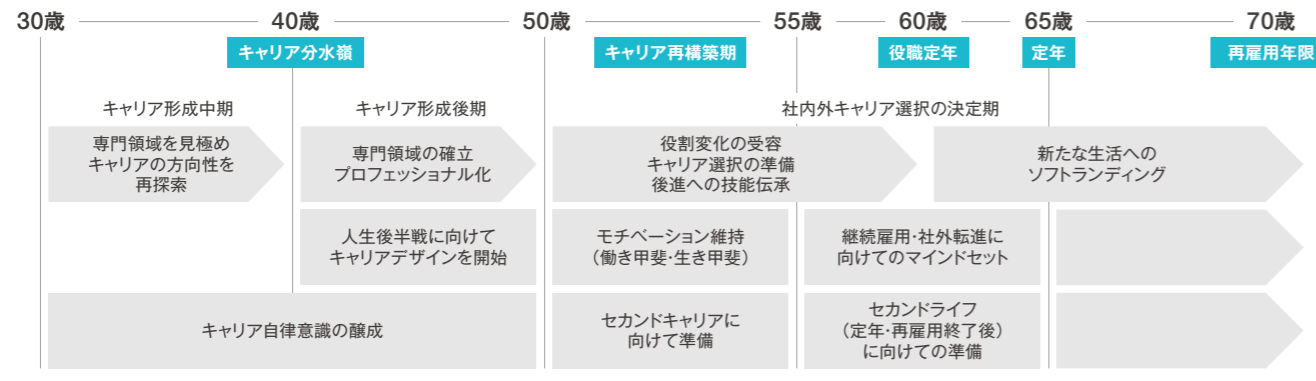 30歳 40歳 50歳 55歳 60歳 65歳 70歳
キャリア分水嶺 キャリア再構築期 役職定年 定年 再雇用年限
キャリア形成中期 キャリア形成後期 社内外キャリア選択の決定期
専門領域を見極め
キャリアの方向性を
再探索
専門領域の確立
プロフェッショナル化
役割変化の受容
キャリア選択の準備
後進への技能伝承
新たな生活への
ソフトランディング
人生後半戦に向けて
キャリアデザインを開始
モチベーション維持
(働き甲斐・生き甲斐)
継続雇用・社外転進に
向けてのマインドセット
キャリア自律意識の醸成
セカンドキャリアに
向けて準備
セカンドライフ
(定年・再雇用終了後)
に向けての準備